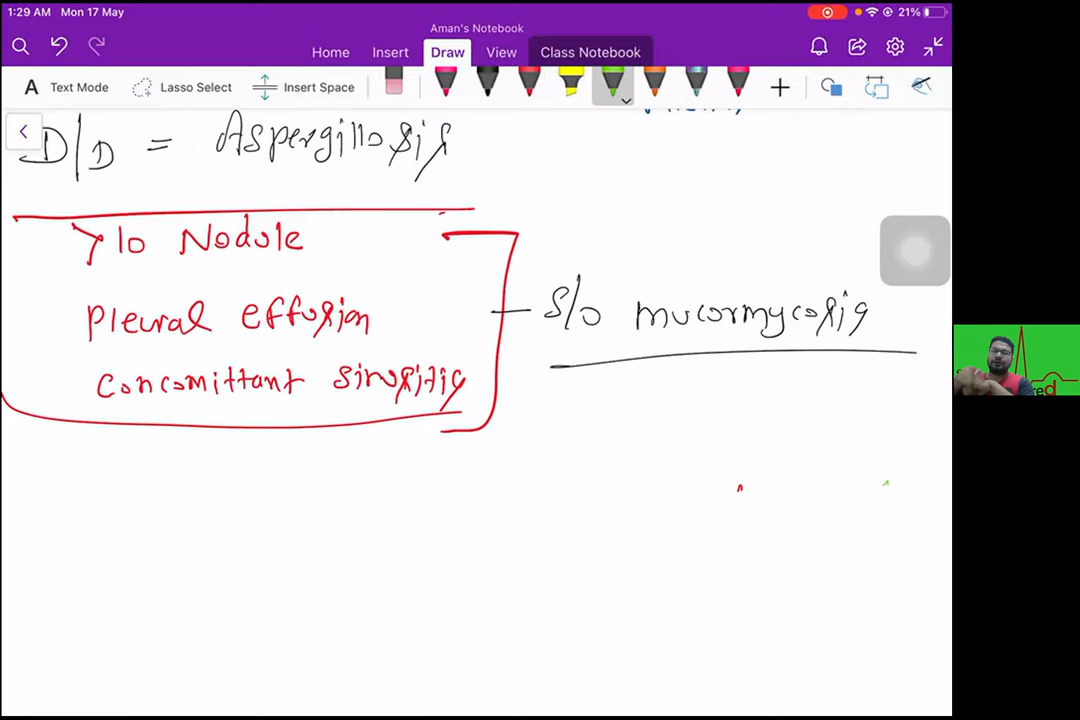 1:29 AM Mon 17 May
21%
Aman's Notebook
Home Insert Draw View Class Notebook
A Text Mode Lasso Select Insert Space
D/D = Aspergillosis
>10 Nodule
Pleural effusion
Concomittant sinusitis
S/O mucormycosis
ed